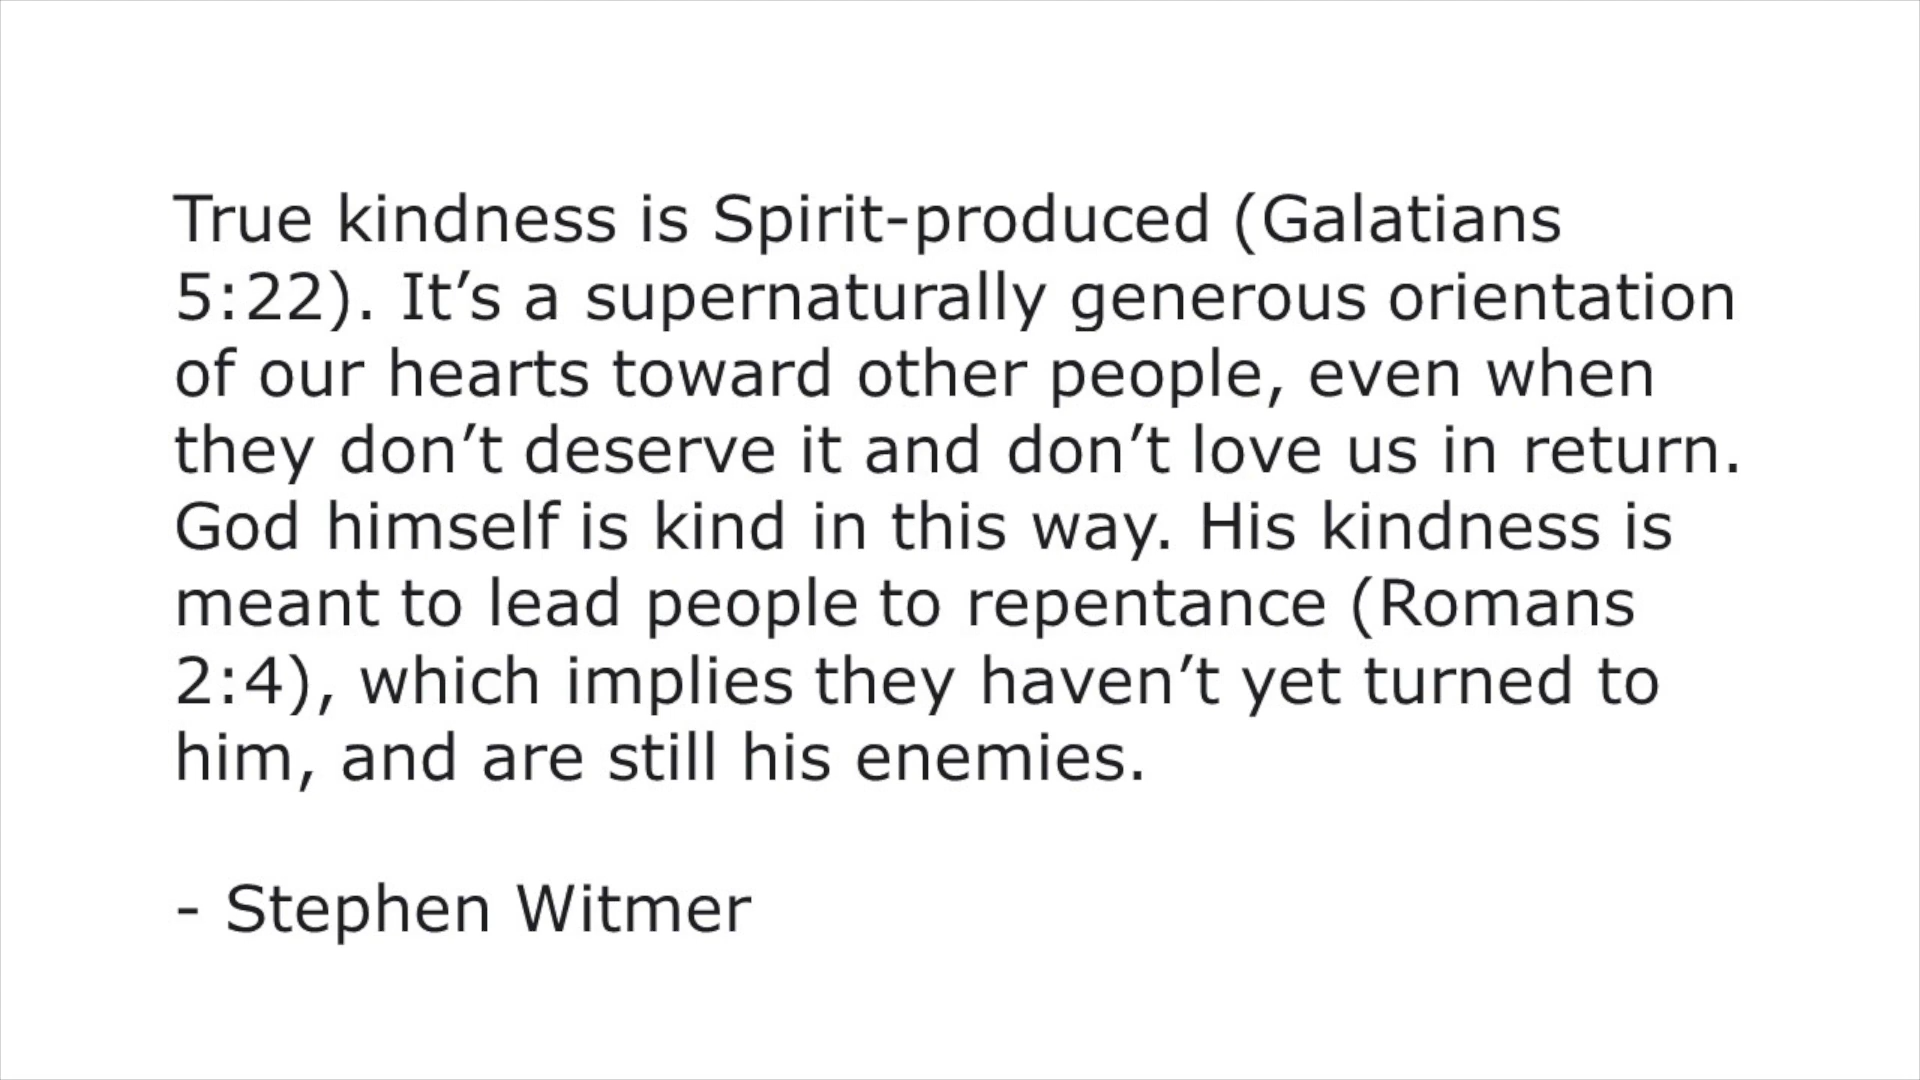 True kindness is Spirit-produced (Galatians
5:22). It’s a supernaturally generous orientation
of our hearts toward other people, even when
they don’t deserve it and don’t love us in return.
God himself is kind in this way. His kindness is
meant to lead people to repentance (Romans
2:4), which implies they haven’t yet turned to
him, and are still his enemies.
- Stephen Witmer